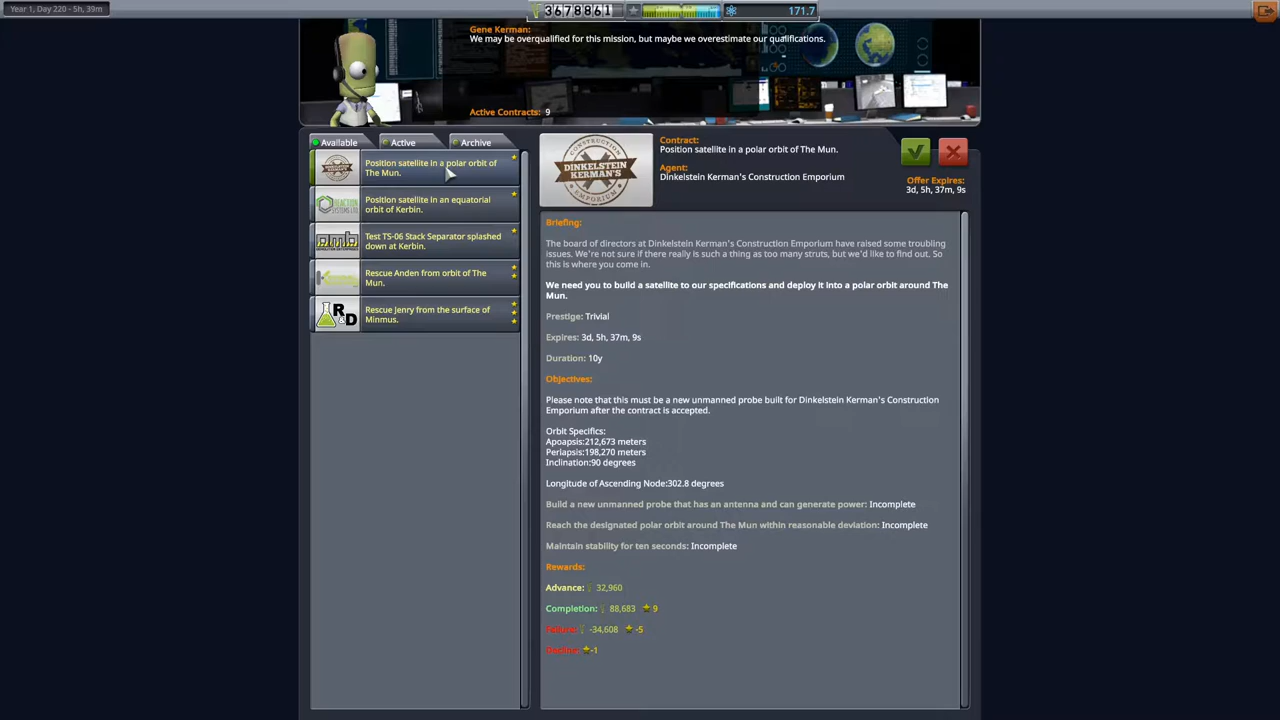 Year 1, Day 220 - 5h, 39m
3678861
171.7
Gene Kerman:
We may be overqualified for this mission, but maybe we overestimate our qualifications.
Active Contracts: 9
Available
Active
Archive
Position satellite in a polar orbit of
The Mun.
Position satellite in an equatorial
orbit of Kerbin.
Test TS-06 Stack Separator splashed
down at Kerbin.
Rescue Anden from orbit of The
Mun.
R&D
Rescue Jenry from the surface of
Minmus.
CONSTRUCTION
DINKELSTEIN
KERMAN'S
EMPORIUM
Contract:
Position satellite in a polar orbit of The Mun.
Agent:
Dinkelstein Kerman's Construction Emporium
Offer Expires:
3d, 5h, 37m, 9s
Briefing:
The board of directors at Dinkelstein Kerman's Construction Emporium have raised some troubling
issues. We're not sure if there really is such a thing as too many struts, but we'd like to find out. So
this is where you come in.
We need you to build a satellite to our specifications and deploy it into a polar orbit around The
Mun.
Prestige: Trivial
Expires: 3d, 5h, 37m, 9s
Duration: 10y
Objectives:
Please note that this must be a new unmanned probe built for Dinkelstein Kerman's Construction
Emporium after the contract is accepted.
Orbit Specifics:
Apoapsis:212,673 meters
Periapsis:198,270 meters
Inclination:90 degrees
Longitude of Ascending Node:302.8 degrees
Build a new unmanned probe that has an antenna and can generate power: Incomplete
Reach the designated polar orbit around The Mun within reasonable deviation: Incomplete
Maintain stability for ten seconds: Incomplete
Rewards:
Advance: 32,960
Completion: 88,683 9
Failure: -34,608 -5
Decline: -1